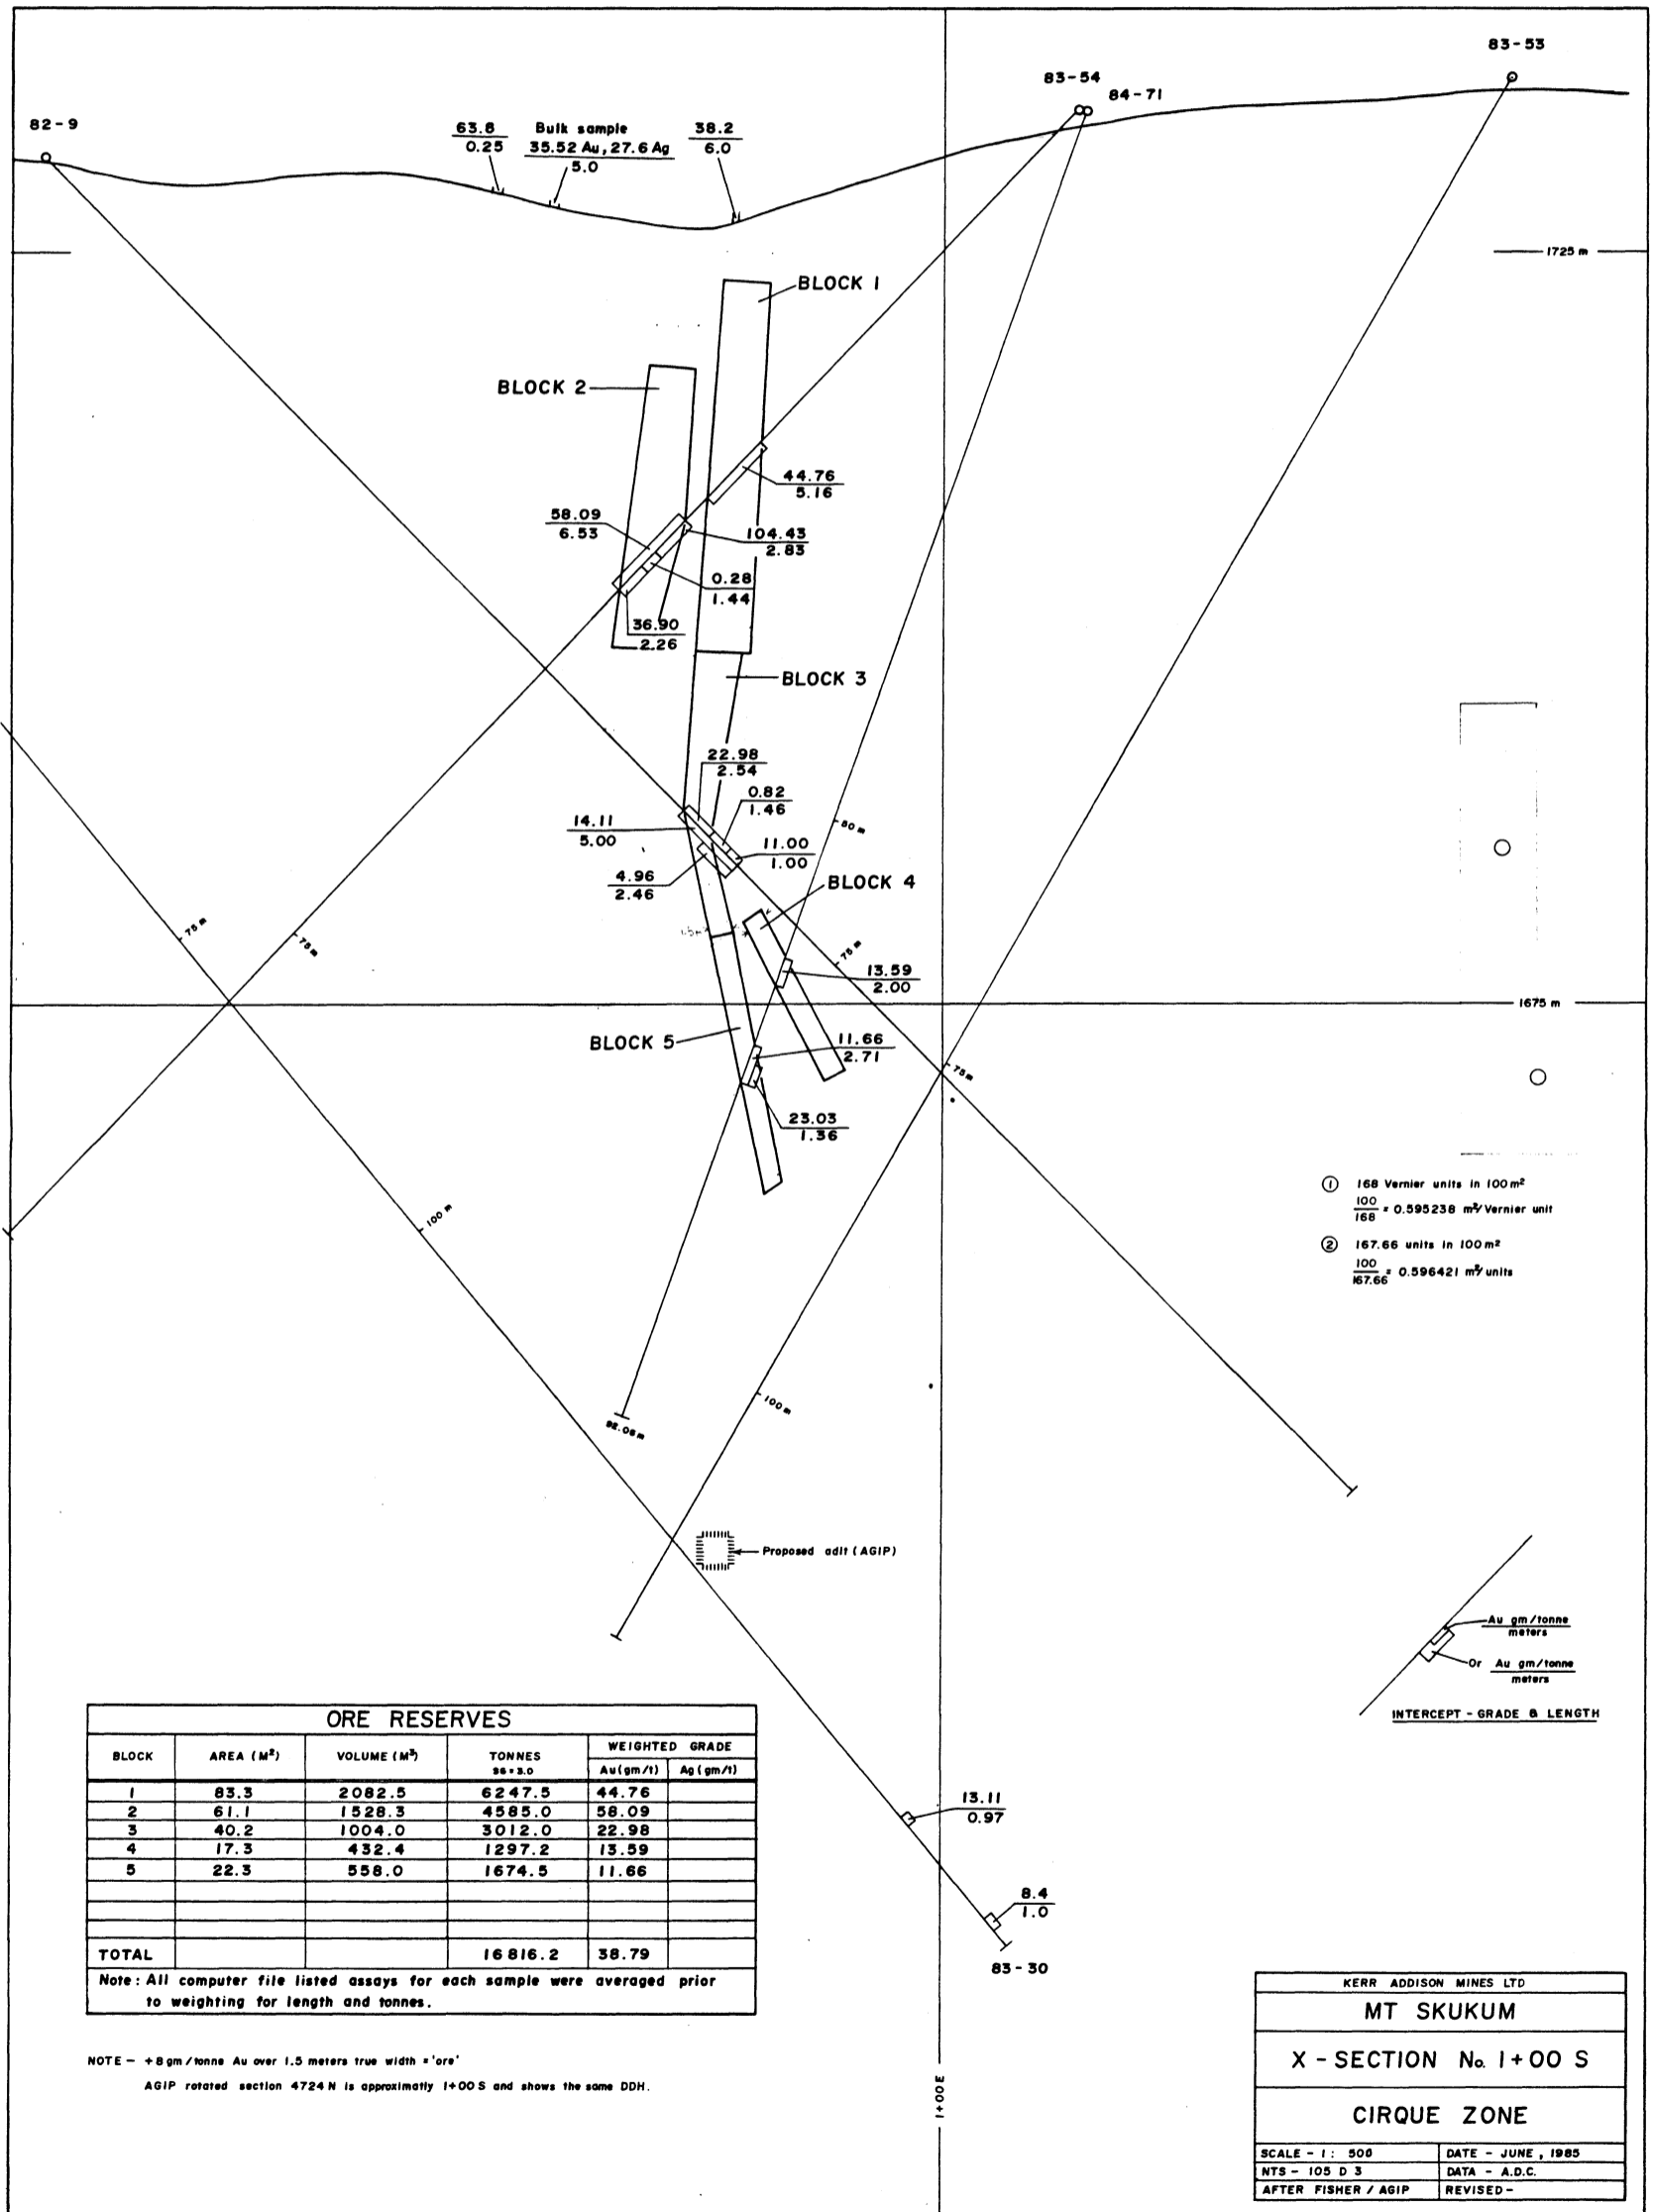 83-53
83-54
84-71
82-9
63.8
0.25
Bulk sample
35.52 Au, 27.6 Ag
5.0
38.2
6.0
1725 m
BLOCK 1
BLOCK 2
44.76
5.16
58.09
6.53
104.43
2.83
0.28
1.44
36.90
2.26
BLOCK 3
22.98
2.54
0.82
1.46
14.11
5.00
11.00
1.00
4.96
2.46
50 m
BLOCK 4
75 m
75 m
75 m
13.59
2.00
1675 m
BLOCK 5
11.66
2.71
75 m
23.03
1.36
100 m
① 168 Vernier units in 100 m²
100
168 = 0.595238 m²/Vernier unit
② 167.66 units in 100 m²
100
167.66 = 0.596421 m²/units
92.08 m
100 m
Proposed adit (AGIP)
Au gm/tonne
meters
Or Au gm/tonne
meters
INTERCEPT - GRADE & LENGTH
ORE RESERVES
BLOCK AREA (M²) VOLUME (M³) TONNES SG = 3.0 WEIGHTED GRADE
Au (gm/t) Ag (gm/t)
1 83.3 2082.5 6247.5 44.76
2 61.1 1528.3 4585.0 58.09
3 40.2 1004.0 3012.0 22.98
4 17.3 432.4 1297.2 13.59
5 22.3 558.0 1674.5 11.66
TOTAL 16816.2 38.79
Note: All computer file listed assays for each sample were averaged prior
to weighting for length and tonnes.
13.11
0.97
8.4
1.0
83-30
NOTE - +8 gm/tonne Au over 1.5 meters true width = 'ore'
AGIP rotated section 4724 N is approximatly 1+00 S and shows the same DDH.
1+00E
KERR ADDISON MINES LTD
MT SKUKUM
X - SECTION No. 1+00 S
CIRQUE ZONE
SCALE - 1: 500 DATE - JUNE, 1985
NTS - 105 D 3 DATA - A.D.C.
AFTER FISHER / AGIP REVISED -